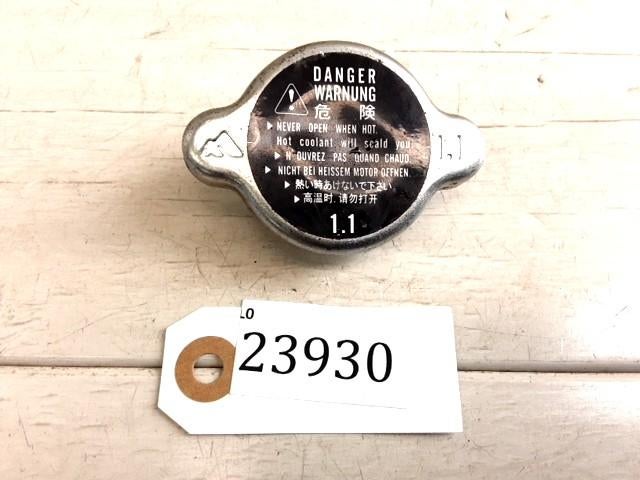 DANGER
WARNUNG
危 険
▶ NEVER OPEN WHEN HOT.
Hot coolant will scald you.
▶ N'OUVREZ PAS QUAND CHAUD.
▶ NICHT BEI HEISSEM MOTOR ÖFFNEN.
▶ 熱い時あけないで下さい
▶ 高温时.请勿打开
1.1
1.1
LO
23930